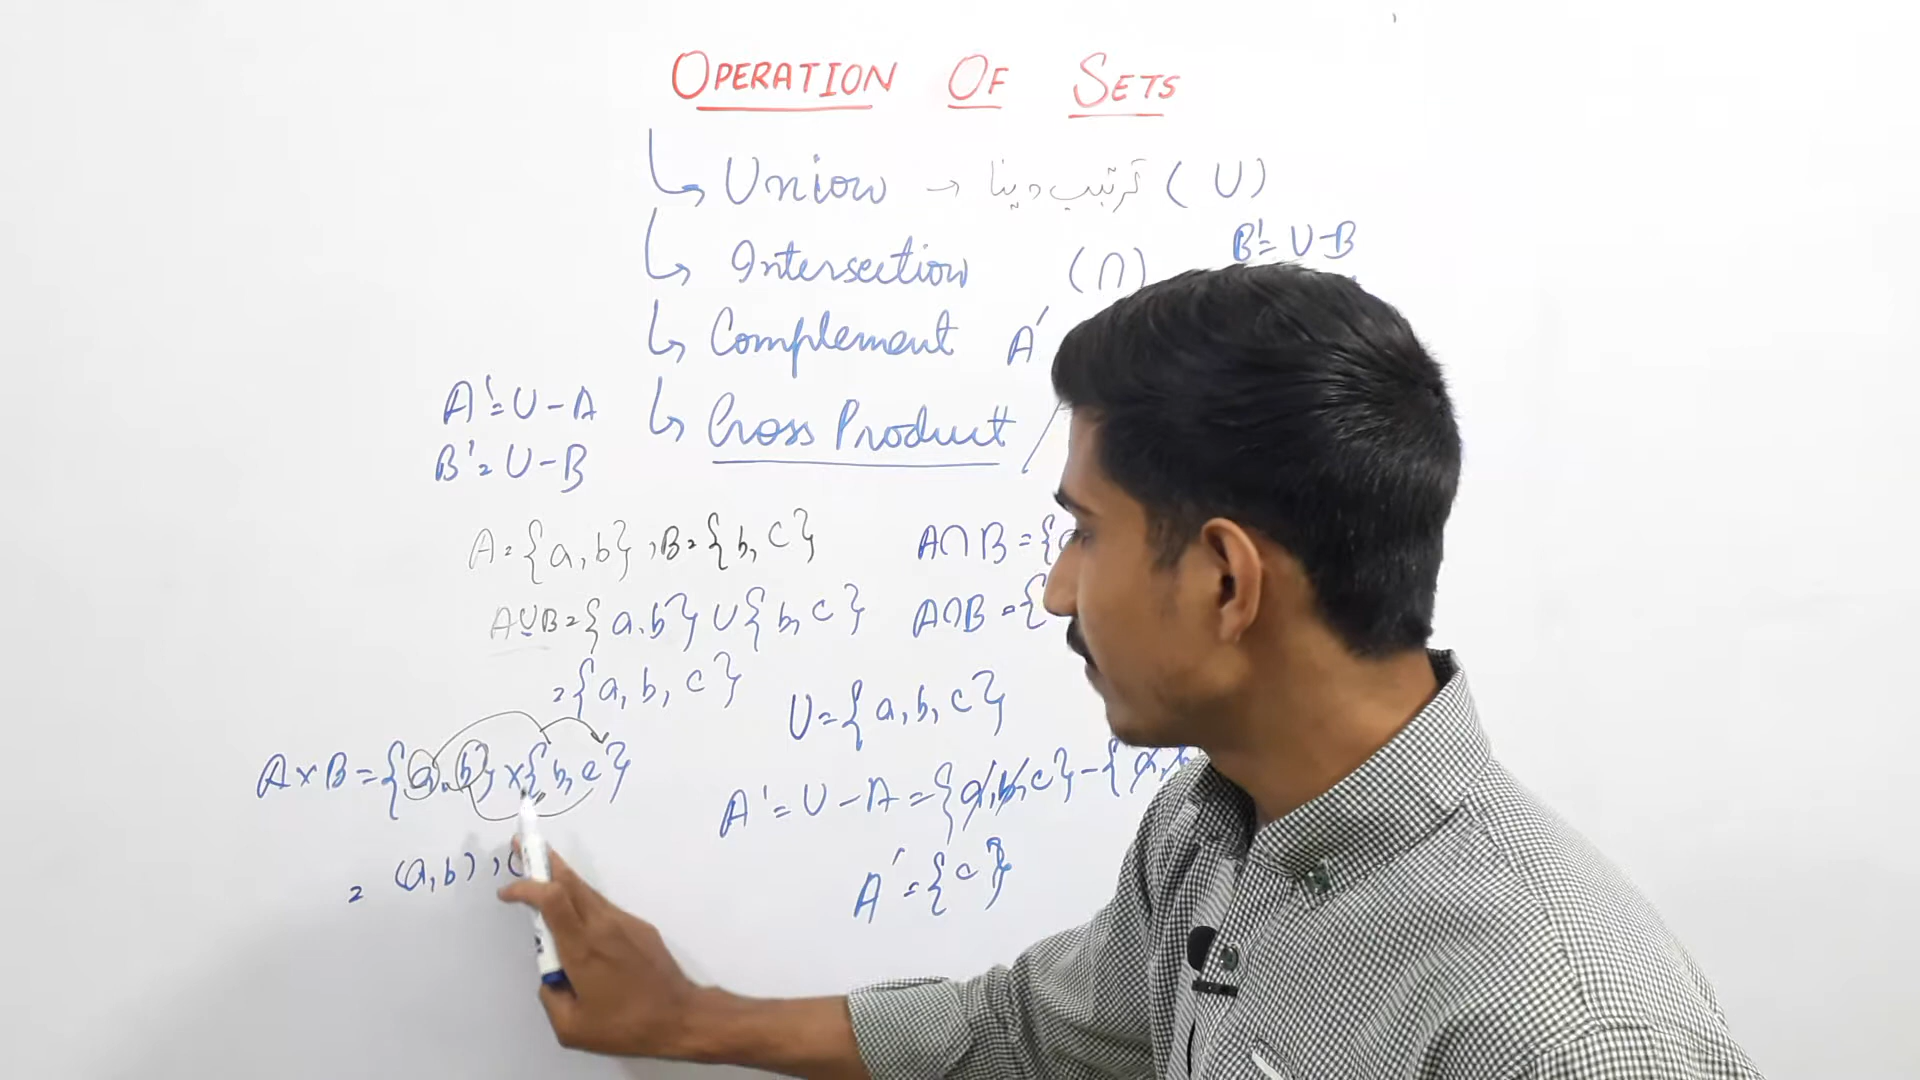 OPERATION OF SETS
Union → ترتیب دینا (U)
Intersection (∩)
B'= U-B
Complement A'
Cross Product
A'= U-A
B'= U-B
A={a,b}, B={b,c}
A∩B={
A∪B={a.b}∪{b,c}
A∩B={
={a,b,c}
U={a,b,c}
A×B={a,b}×{b,c}
A'=U-A={a,b,c}-{a,b
=(a,b),(
A'={c}